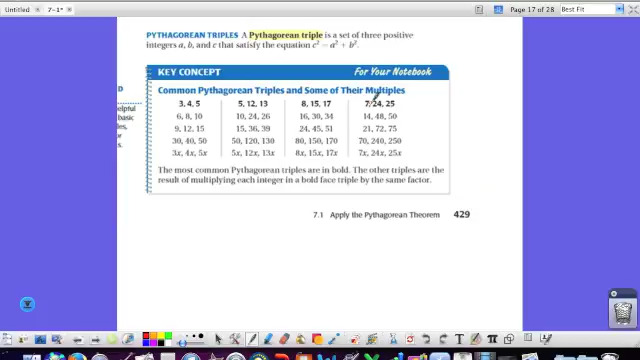 Untitled
7-1*
Page 17 of 28
Best Fit
PYTHAGOREAN TRIPLES A Pythagorean triple is a set of three positive
integers a, b, and c that satisfy the equation c² = a² + b².
KEY CONCEPT
For Your Notebook
Common Pythagorean Triples and Some of Their Multiples
3, 4, 5 5, 12, 13 8, 15, 17 7, 24, 25
6, 8, 10 10, 24, 26 16, 30, 34 14, 48, 50
9, 12, 15 15, 36, 39 24, 45, 51 21, 72, 75
30, 40, 50 50, 120, 130 80, 150, 170 70, 240, 250
3x, 4x, 5x 5x, 12x, 13x 8x, 15x, 17x 7x, 24x, 25x
The most common Pythagorean triples are in bold. The other triples are the
result of multiplying each integer in a bold face triple by the same factor.
D
elpful
basic
les,
or
s.
7.1 Apply the Pythagorean Theorem 429